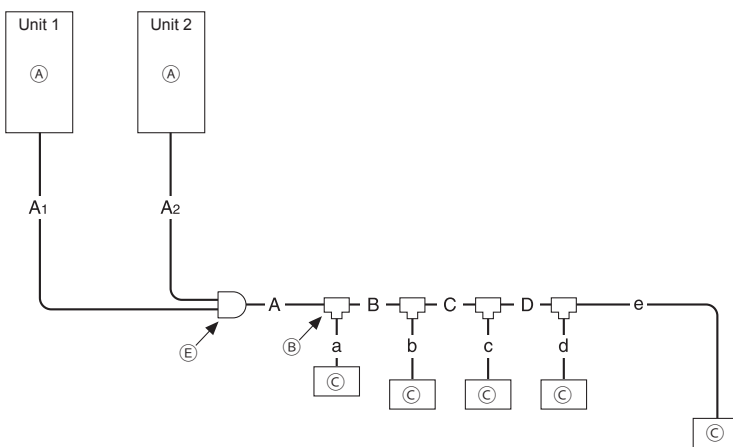 Unit 1 Unit 2
Ⓐ Ⓐ
A1 A2
A B C D e
Ⓔ Ⓑ a b c d
Ⓒ Ⓒ Ⓒ Ⓒ
Ⓒ